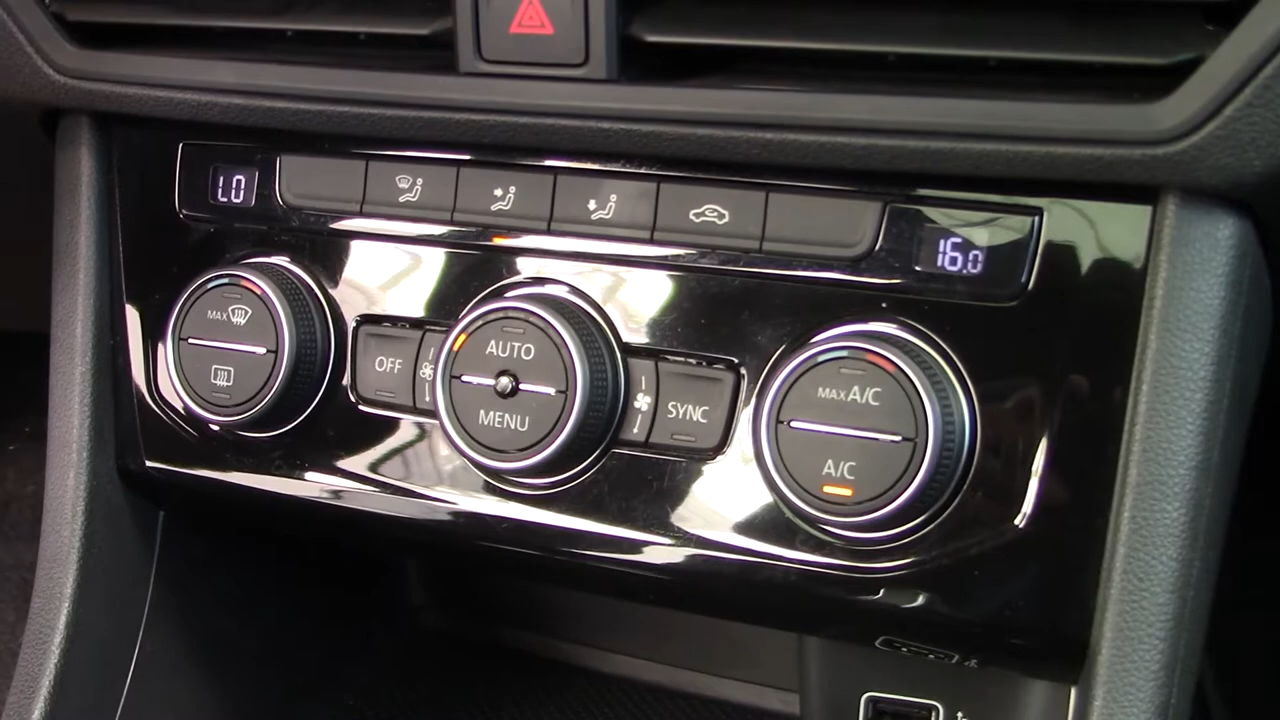 LO
16.0
MAX
OFF
AUTO
MENU
SYNC
MAX A/C
A/C